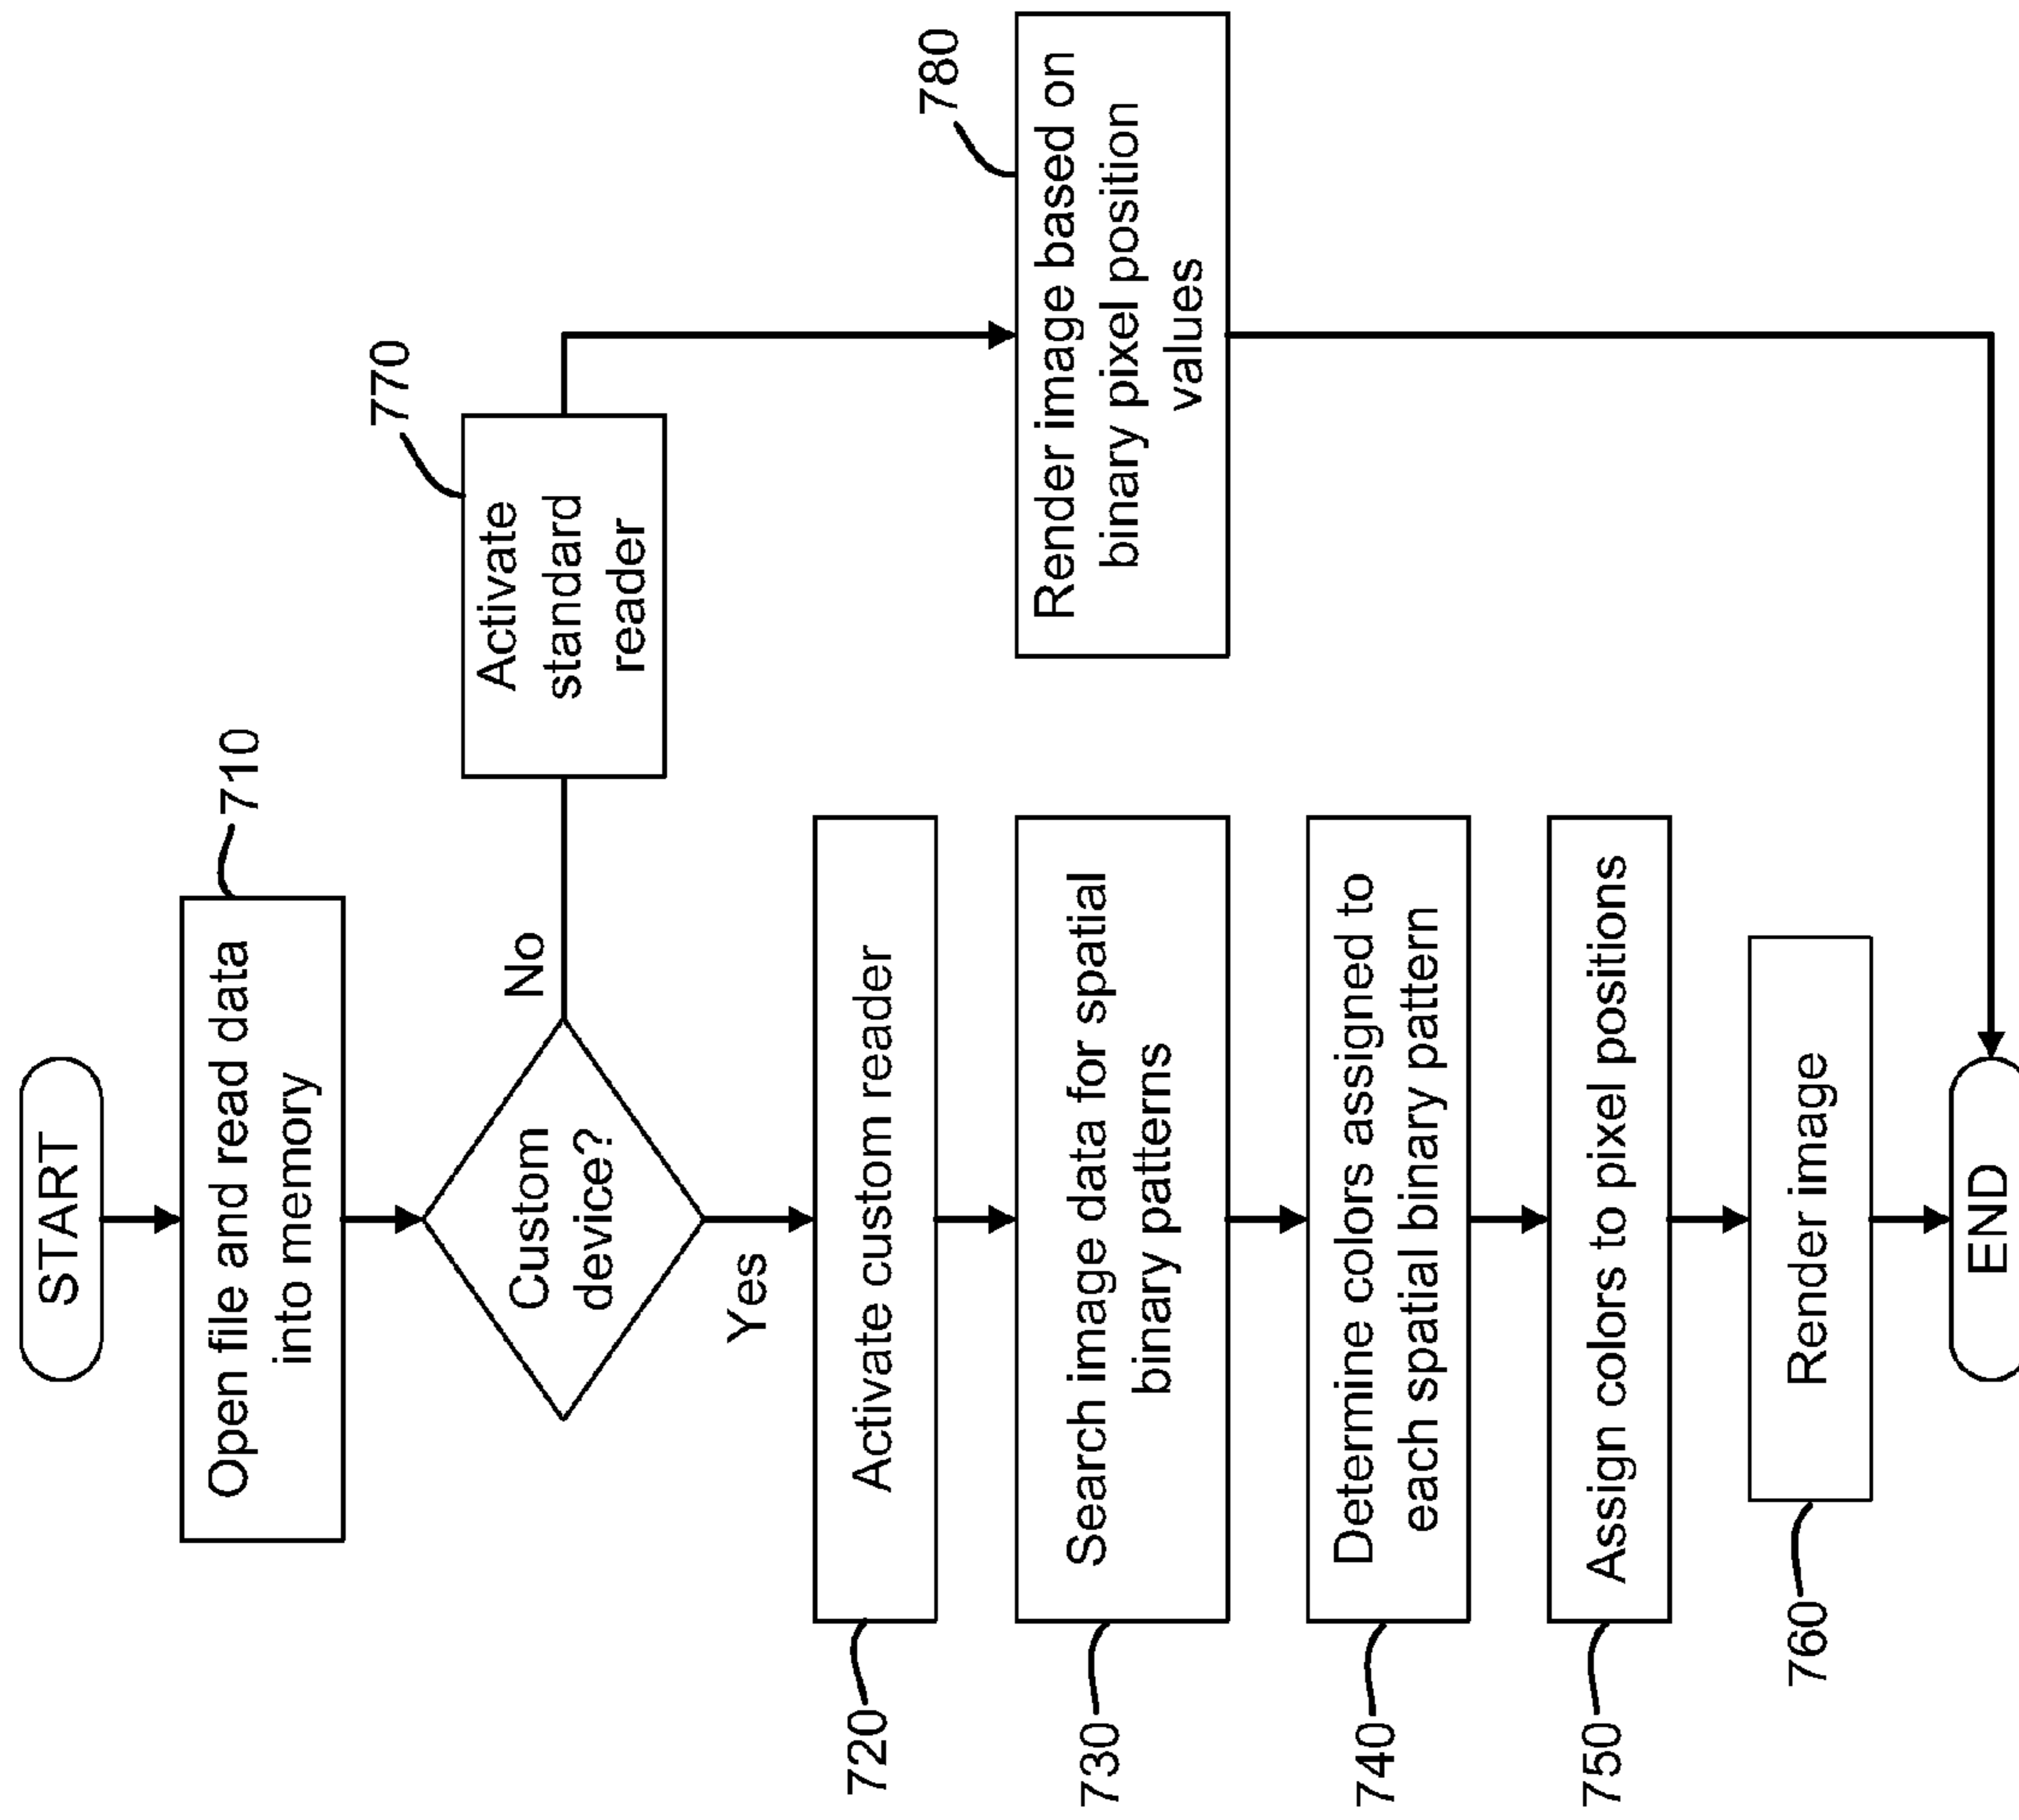 START
710
Open file and read data
into memory
Custom
device?
No
Yes
770
Activate
standard
reader
780
Render image based on
binary pixel position
values
720
Activate custom reader
730
Search image data for spatial
binary patterns
740
Determine colors assigned to
each spatial binary pattern
750
Assign colors to pixel positions
760
Render image
END